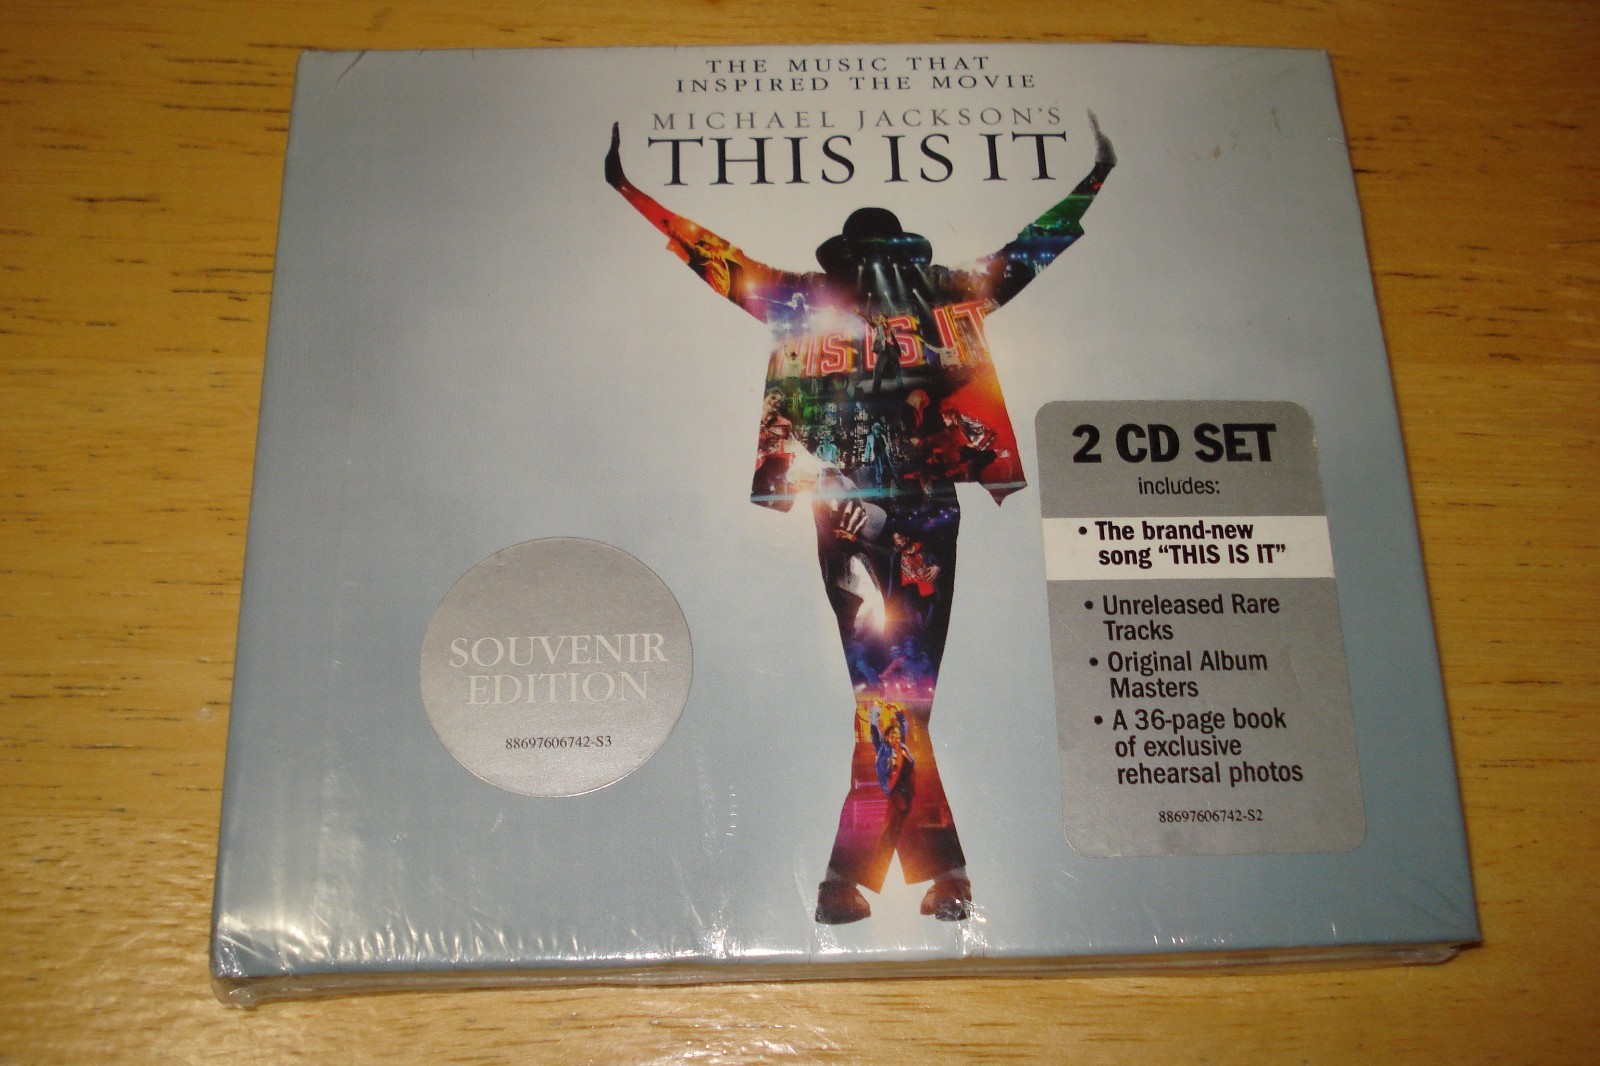 THE MUSIC THAT
INSPIRED THE MOVIE
MICHAEL JACKSON'S
THIS IS IT
THIS IS IT
2 CD SET
includes:
• The brand-new
song “THIS IS IT”
• Unreleased Rare
Tracks
• Original Album
Masters
• A 36-page book
of exclusive
rehearsal photos
88697606742-S2
SOUVENIR
EDITION
88697606742-S3